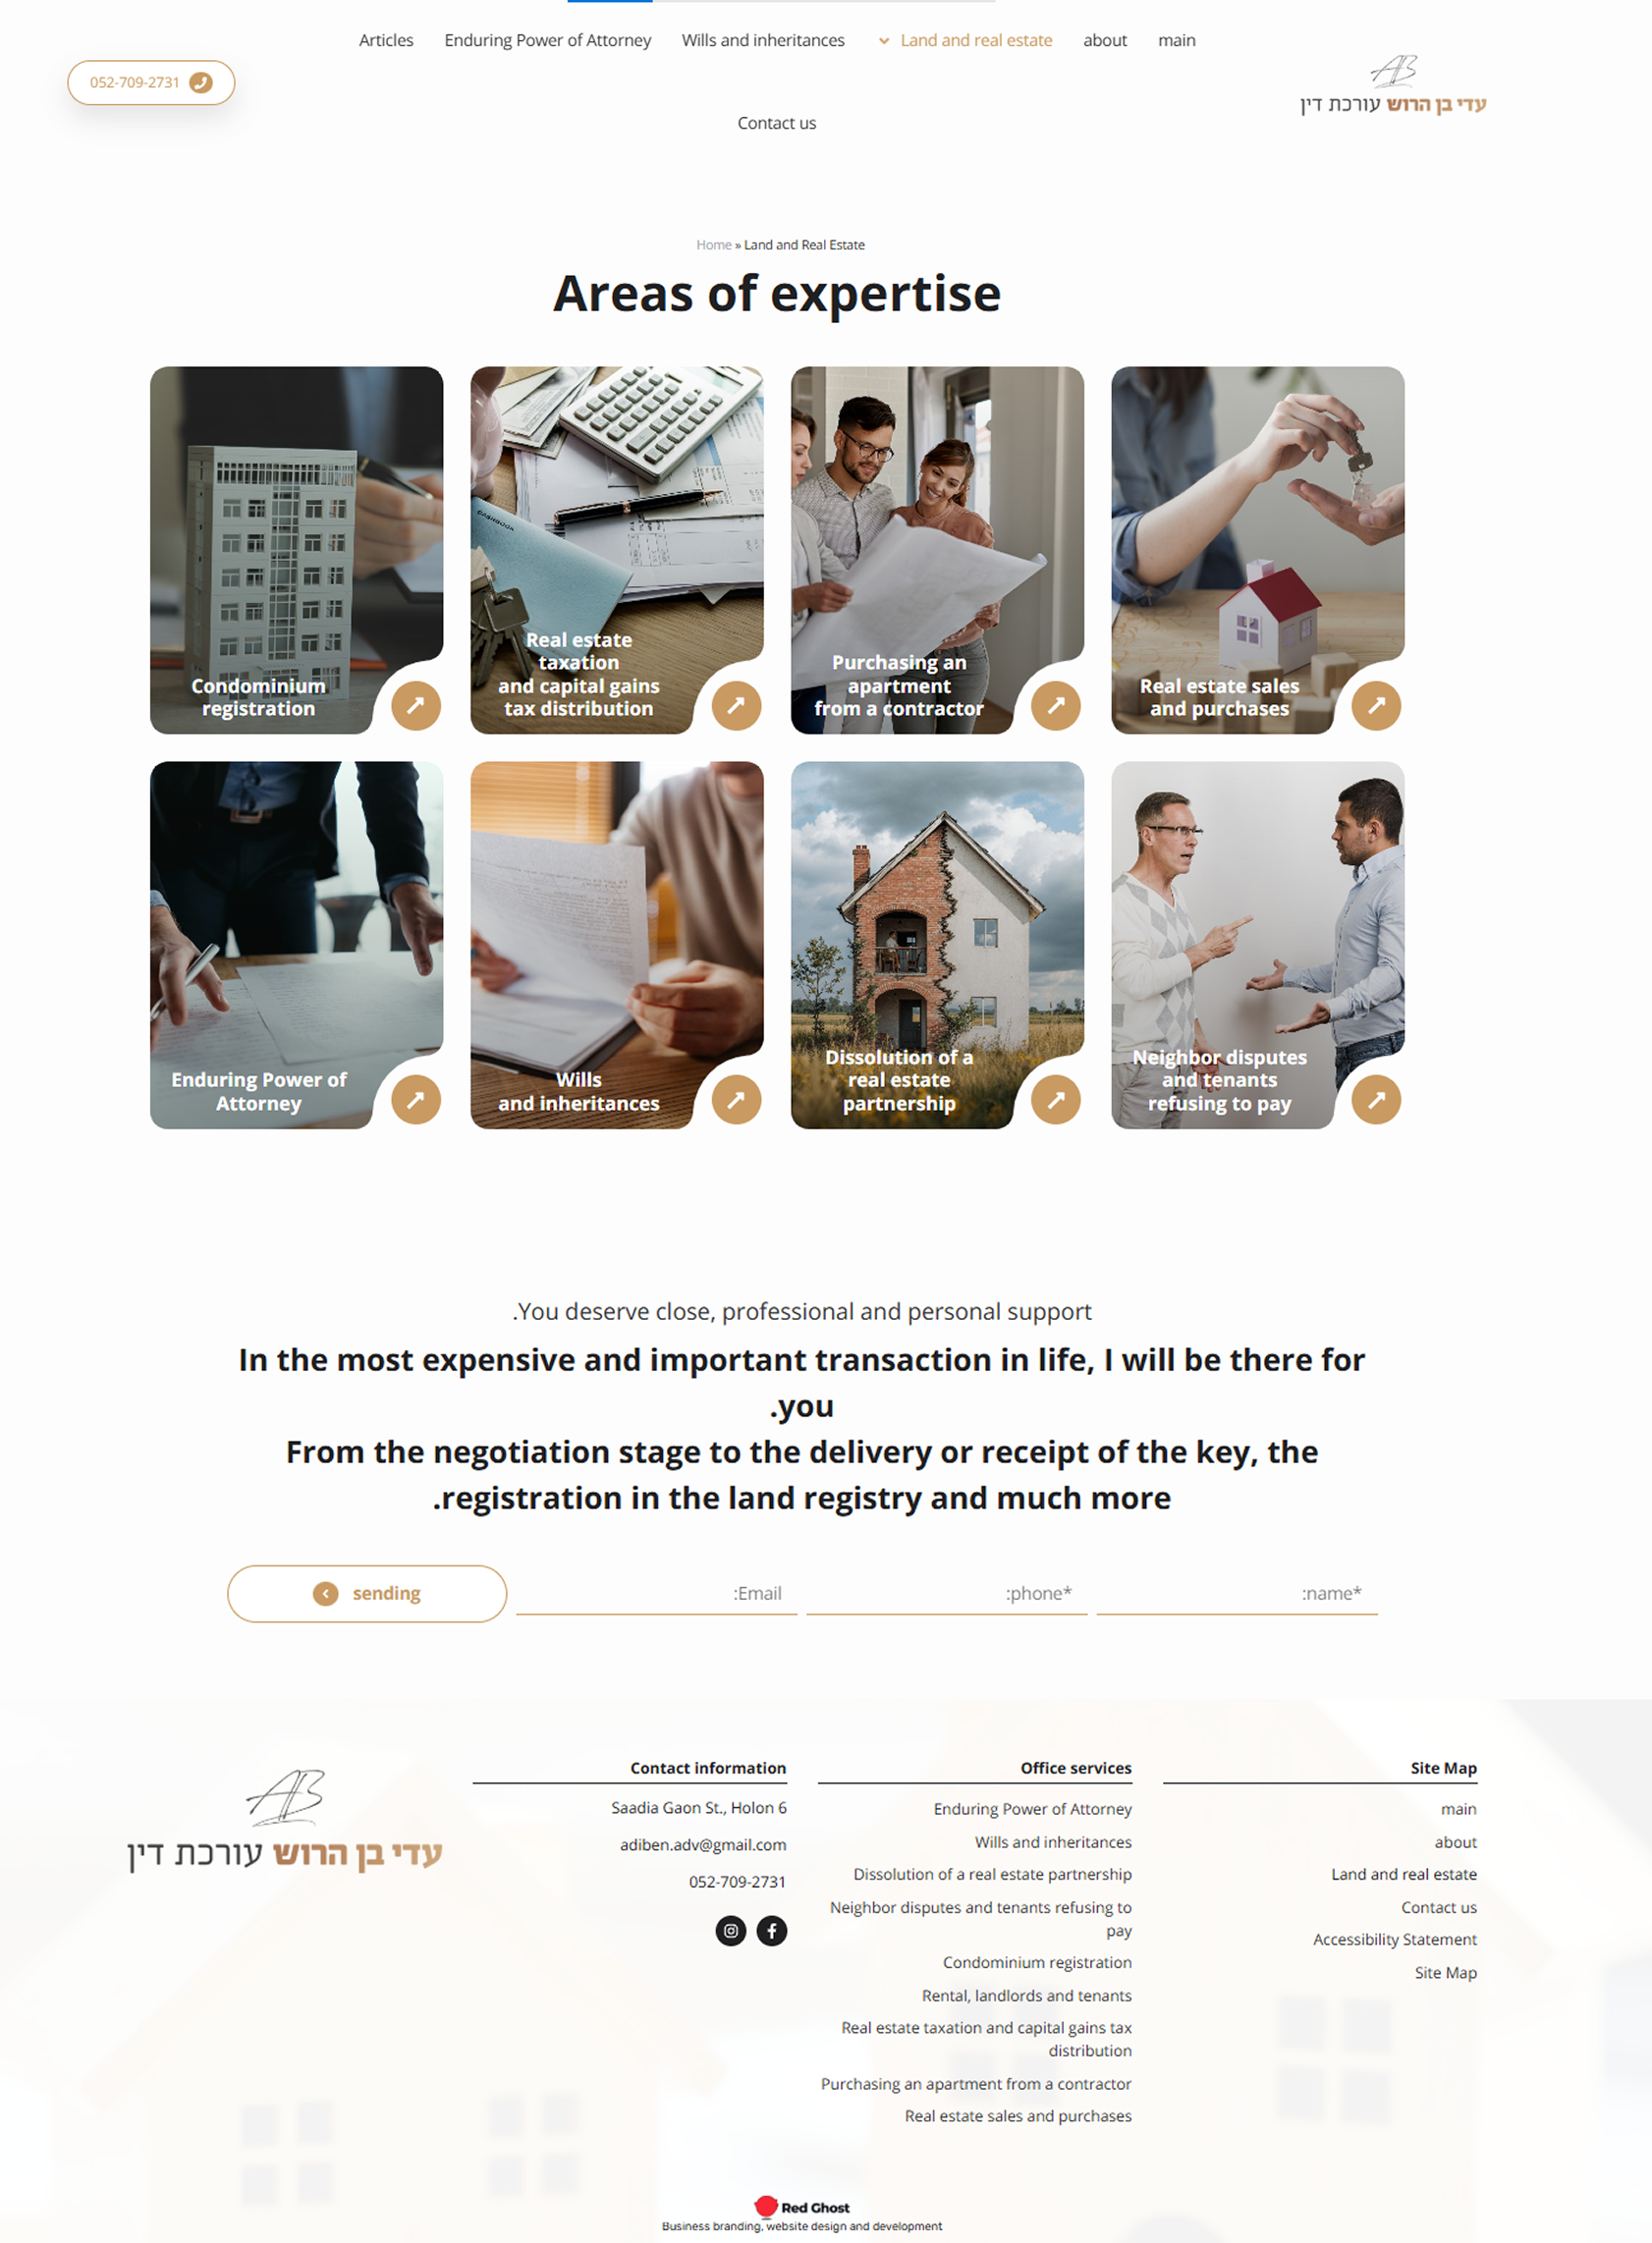 Articles
Enduring Power of Attorney
Wills and inheritances
Land and real estate
about
main
עדי בן הרוש עורכת דין
052-709-2731
Contact us
Home » Land and Real Estate
Areas of expertise
Condominium
registration
Real estate
taxation
and capital gains
tax distribution
Purchasing an
apartment
from a contractor
Real estate sales
and purchases
Enduring Power of
Attorney
Wills
and inheritances
Dissolution of a
real estate
partnership
Neighbor disputes
and tenants
refusing to pay
.You deserve close, professional and personal support
In the most expensive and important transaction in life, I will be there for
.you
From the negotiation stage to the delivery or receipt of the key, the
.registration in the land registry and much more
sending
:Email
:phone*
:name*
AB
עדי בן הרוש עורכת דין
Contact information
Saadia Gaon St., Holon 6
adiben.adv@gmail.com
052-709-2731
Office services
Enduring Power of Attorney
Wills and inheritances
Dissolution of a real estate partnership
Neighbor disputes and tenants refusing to
pay
Condominium registration
Rental, landlords and tenants
Real estate taxation and capital gains tax
distribution
Purchasing an apartment from a contractor
Real estate sales and purchases
Site Map
main
about
Land and real estate
Contact us
Accessibility Statement
Site Map
Red Ghost
Business branding, website design and development